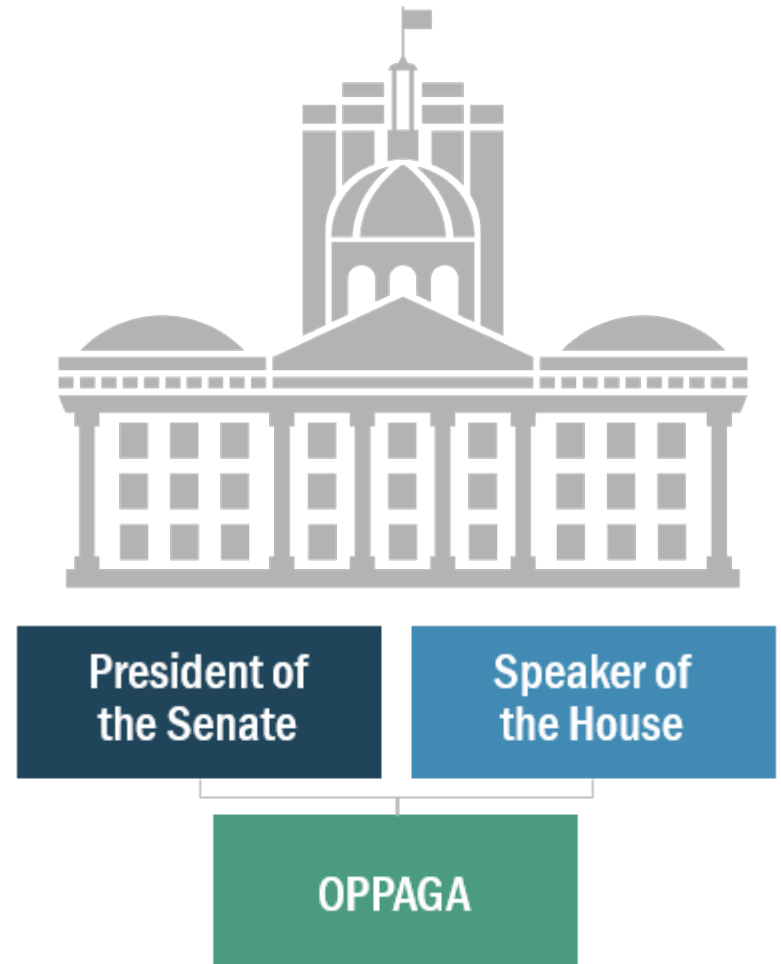 President of
the Senate
Speaker of
the House
OPPAGA